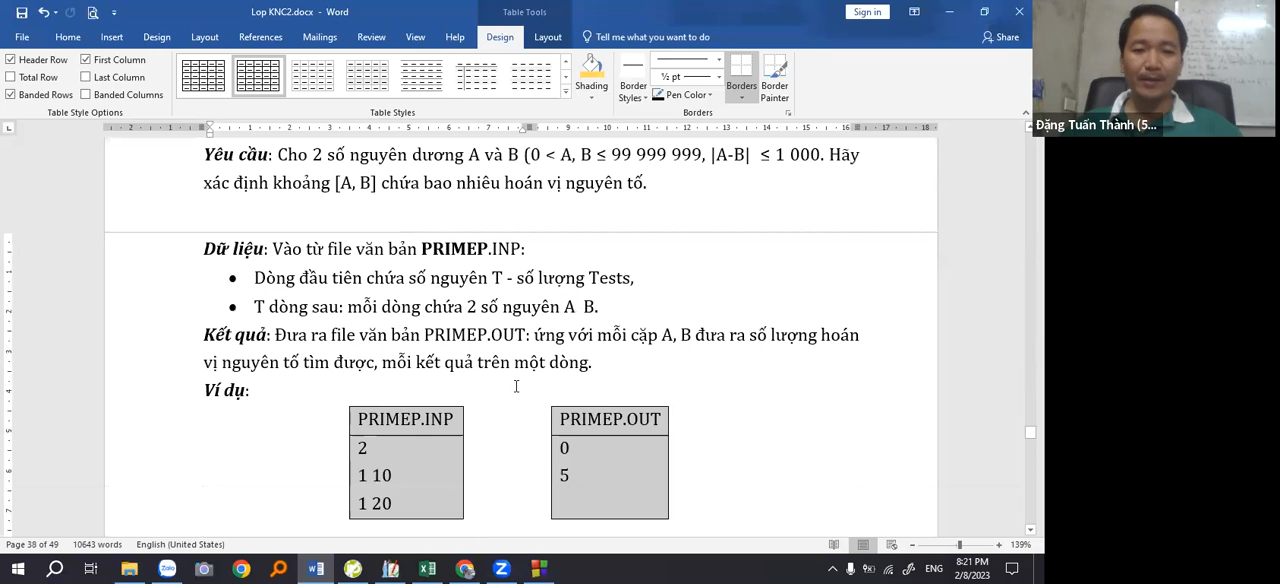 Lop KNC2.docx - Word
Table Tools
Sign in
File
Home
Insert
Design
Layout
References
Mailings
Review
View
Help
Design
Layout
Tell me what you want to do
Share
Header Row
First Column
Total Row
Last Column
Banded Rows
Banded Columns
Table Style Options
Table Styles
Shading
Border Styles
½ pt
Pen Color
Borders
Border Painter
Borders
Đặng Tuấn Thành (5...
Yêu cầu: Cho 2 số nguyên dương A và B (0 < A, B ≤ 99 999 999, |A-B| ≤ 1 000. Hãy
xác định khoảng [A, B] chứa bao nhiêu hoán vị nguyên tố.
Dữ liệu: Vào từ file văn bản PRIMEP.INP:
• Dòng đầu tiên chứa số nguyên T - số lượng Tests,
• T dòng sau: mỗi dòng chứa 2 số nguyên A B.
Kết quả: Đưa ra file văn bản PRIMEP.OUT: ứng với mỗi cặp A, B đưa ra số lượng hoán
vị nguyên tố tìm được, mỗi kết quả trên một dòng.
Ví dụ:
PRIMEP.INP
2
1 10
1 20
PRIMEP.OUT
0
5
Page 38 of 49
10643 words
English (United States)
139%
Zalo
ENG
8:21 PM
2/8/2023